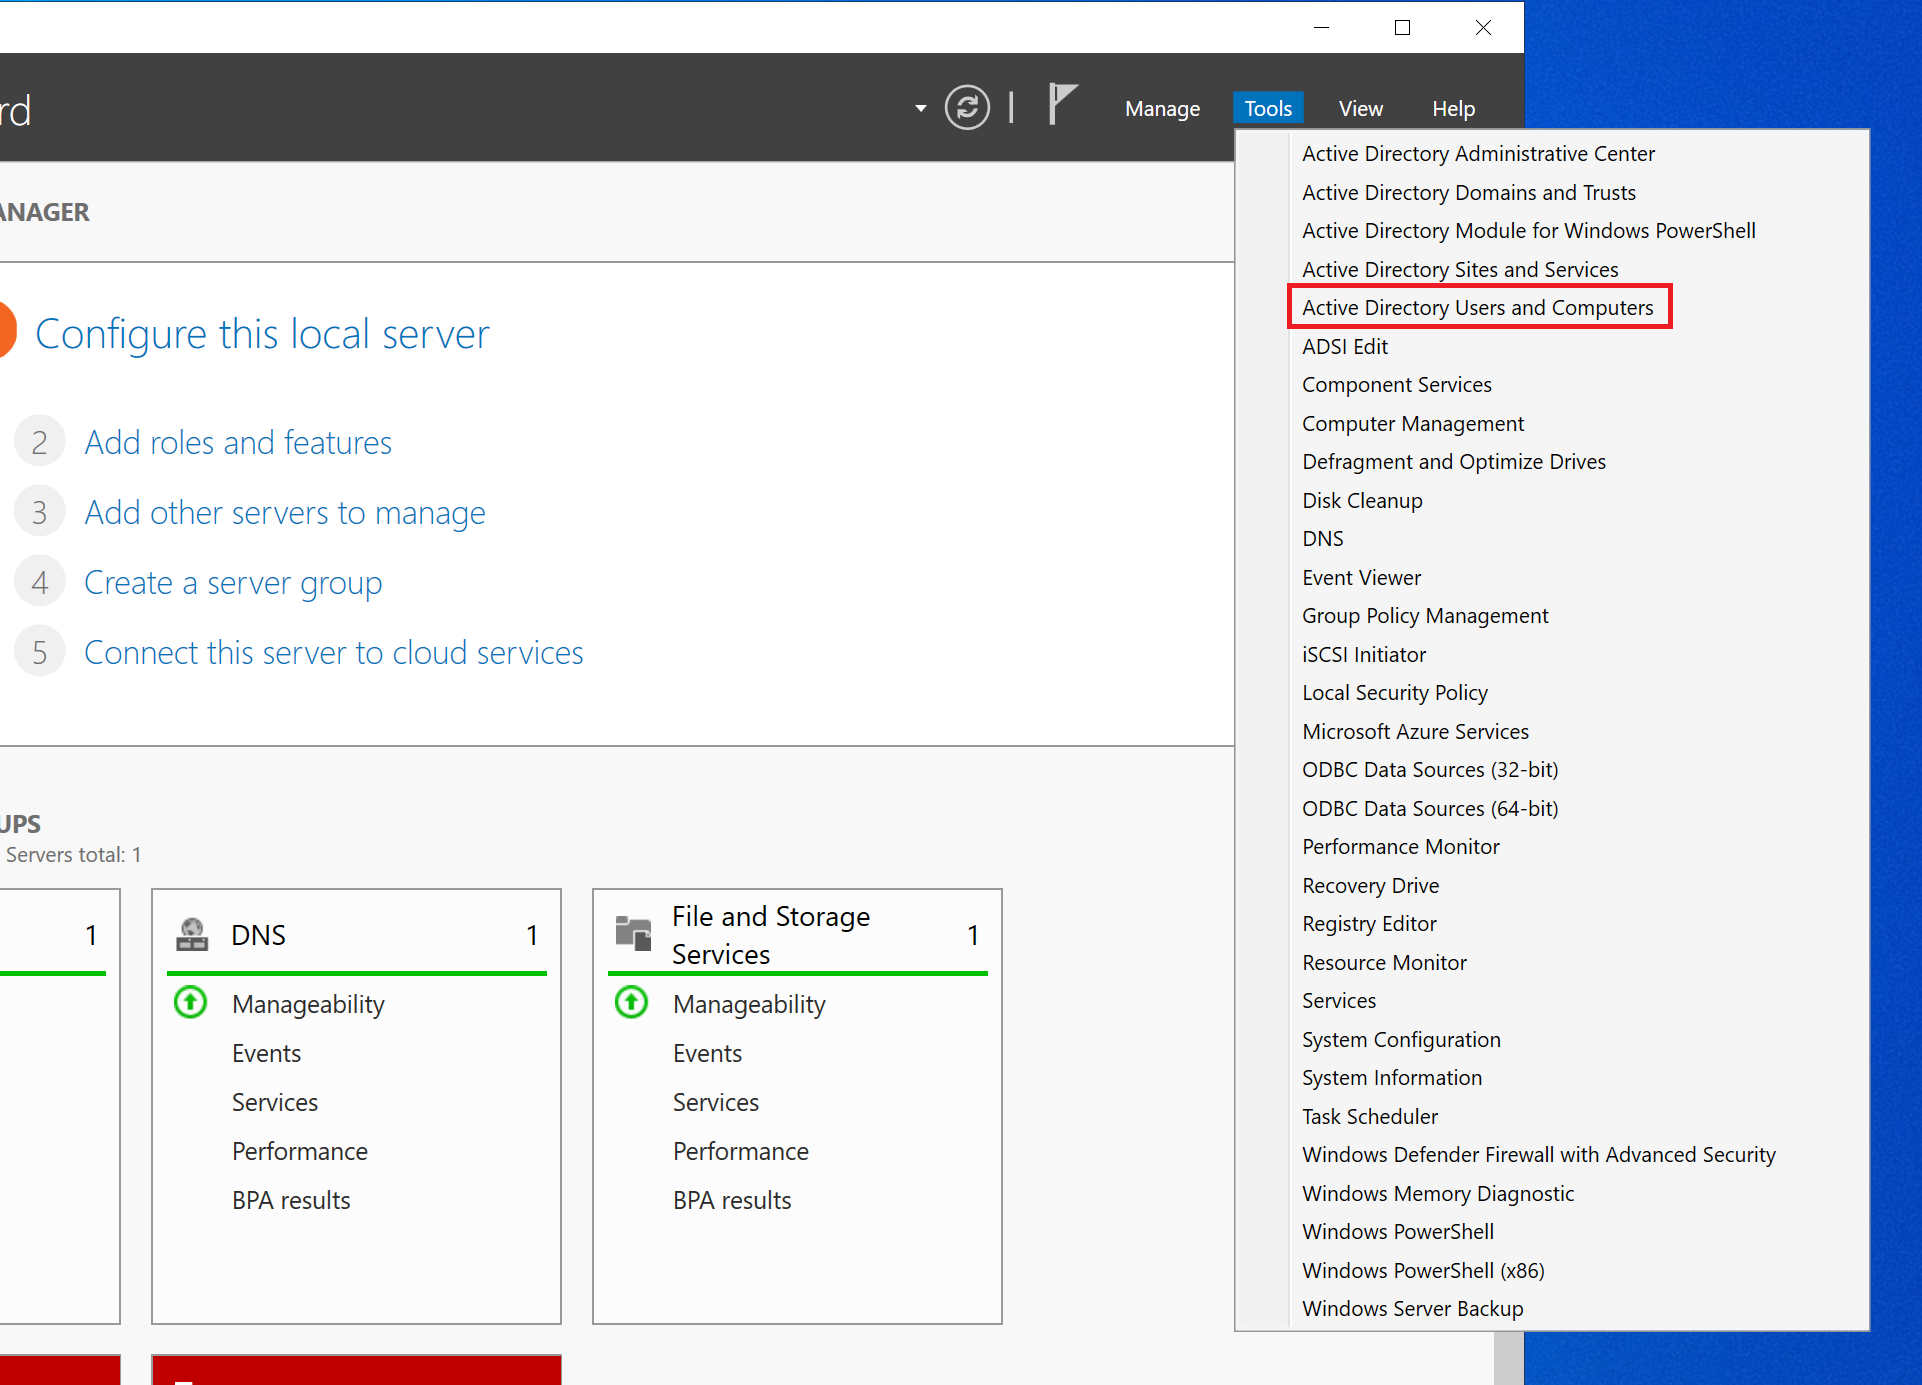 rd
Manage
Tools
View
Help
ANAGER
Configure this local server
2 Add roles and features
3 Add other servers to manage
4 Create a server group
5 Connect this server to cloud services
UPS
Servers total: 1
1
DNS 1
Manageability
Events
Services
Performance
BPA results
File and Storage
Services 1
Manageability
Events
Services
Performance
BPA results
Active Directory Administrative Center
Active Directory Domains and Trusts
Active Directory Module for Windows PowerShell
Active Directory Sites and Services
Active Directory Users and Computers
ADSI Edit
Component Services
Computer Management
Defragment and Optimize Drives
Disk Cleanup
DNS
Event Viewer
Group Policy Management
iSCSI Initiator
Local Security Policy
Microsoft Azure Services
ODBC Data Sources (32-bit)
ODBC Data Sources (64-bit)
Performance Monitor
Recovery Drive
Registry Editor
Resource Monitor
Services
System Configuration
System Information
Task Scheduler
Windows Defender Firewall with Advanced Security
Windows Memory Diagnostic
Windows PowerShell
Windows PowerShell (x86)
Windows Server Backup